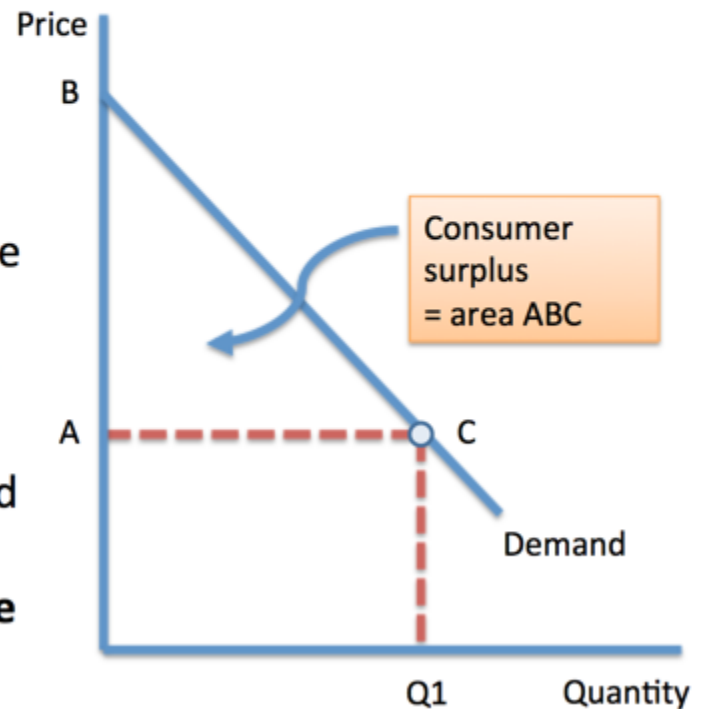 Price
B
e
Consumer
surplus
= area ABC
A
C
d
Demand
e
Q1
Quantity